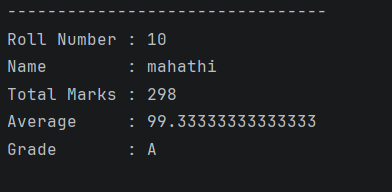 --------------------------------
Roll Number : 10
Name        : mahathi
Total Marks : 298
Average     : 99.33333333333333
Grade       : A